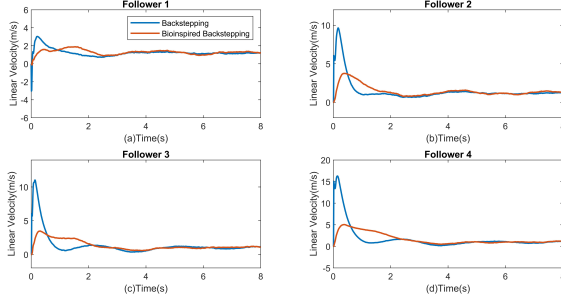 Follower 1
Linear Velocity(m/s)
6
4
2
0
-2
-4
-6
Backstepping
Bioinspired Backstepping
0 2 4 6 8
(a)Time(s)
Follower 2
Linear Velocity(m/s)
10
5
0
0 2 4 6 8
(b)Time(s)
Follower 3
Linear Velocity(m/s)
10
5
0
0 2 4 6 8
(c)Time(s)
Follower 4
Linear Velocity(m/s)
20
15
10
5
0
-5
0 2 4 6 8
(d)Time(s)